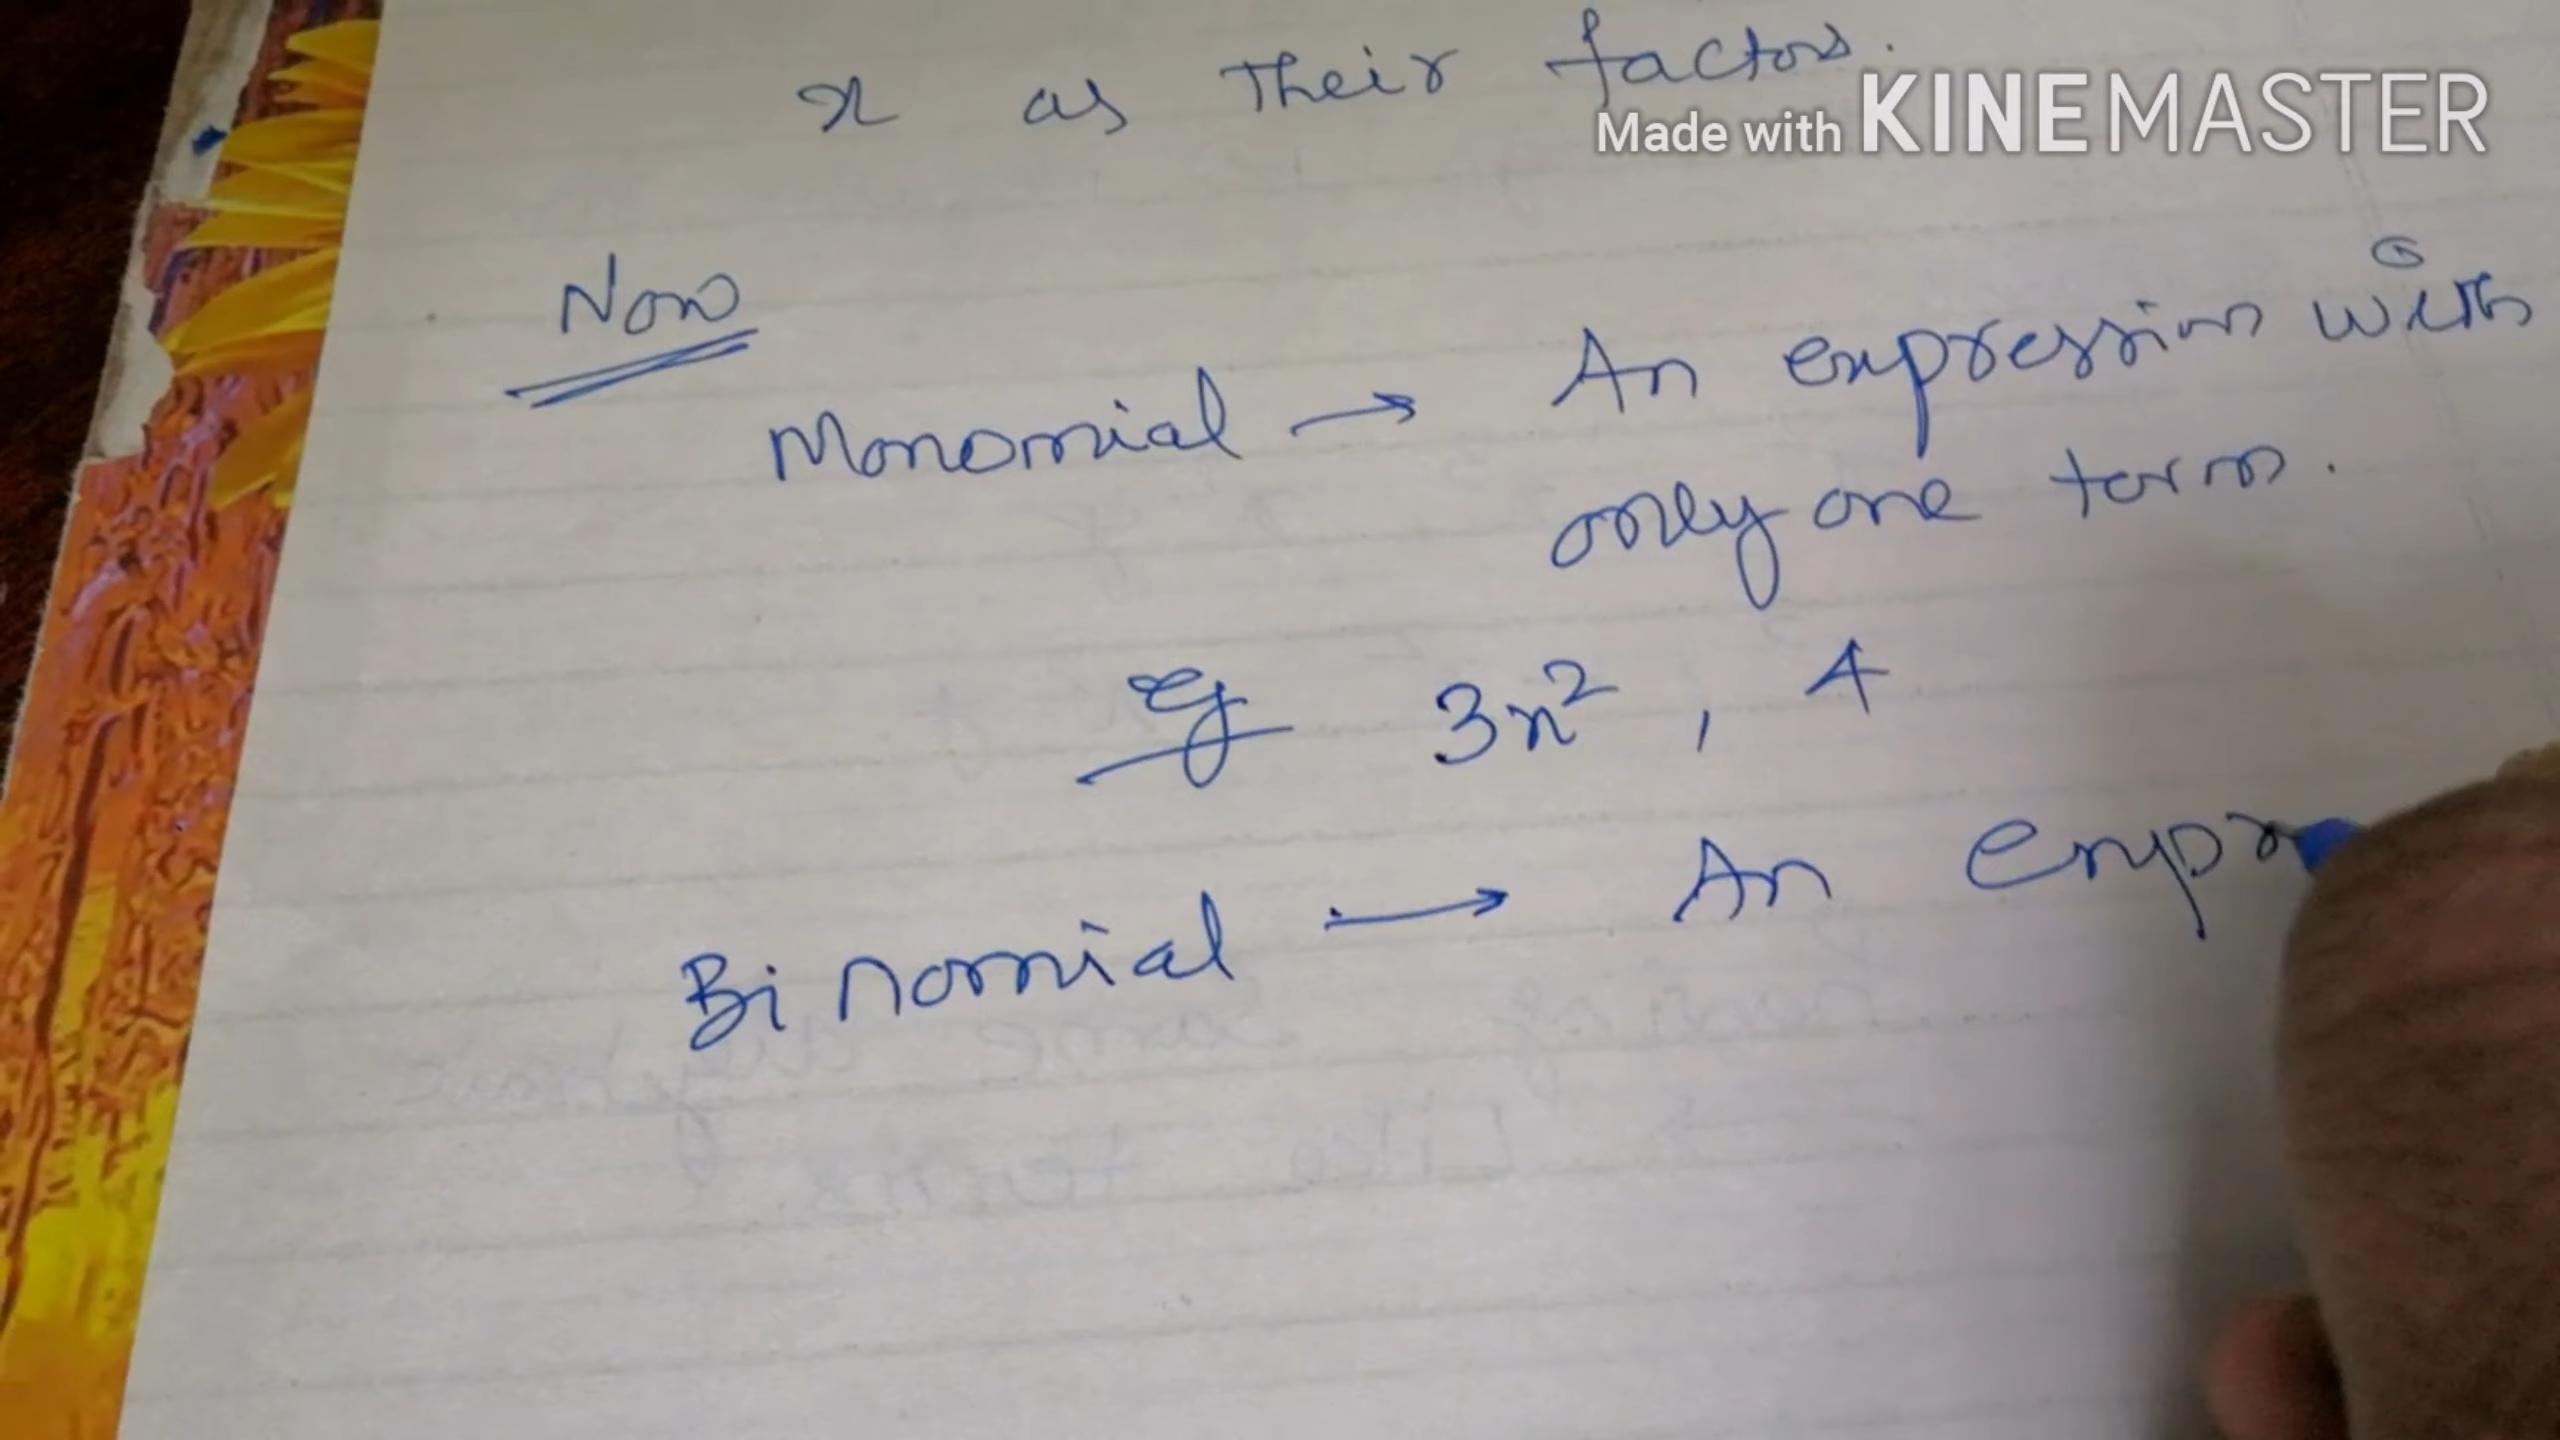 x as Their factors.
Made with KINEMASTER
Now
Monomial → An expression with
only one term.
eg 3x² , 4
Binomial → An expr